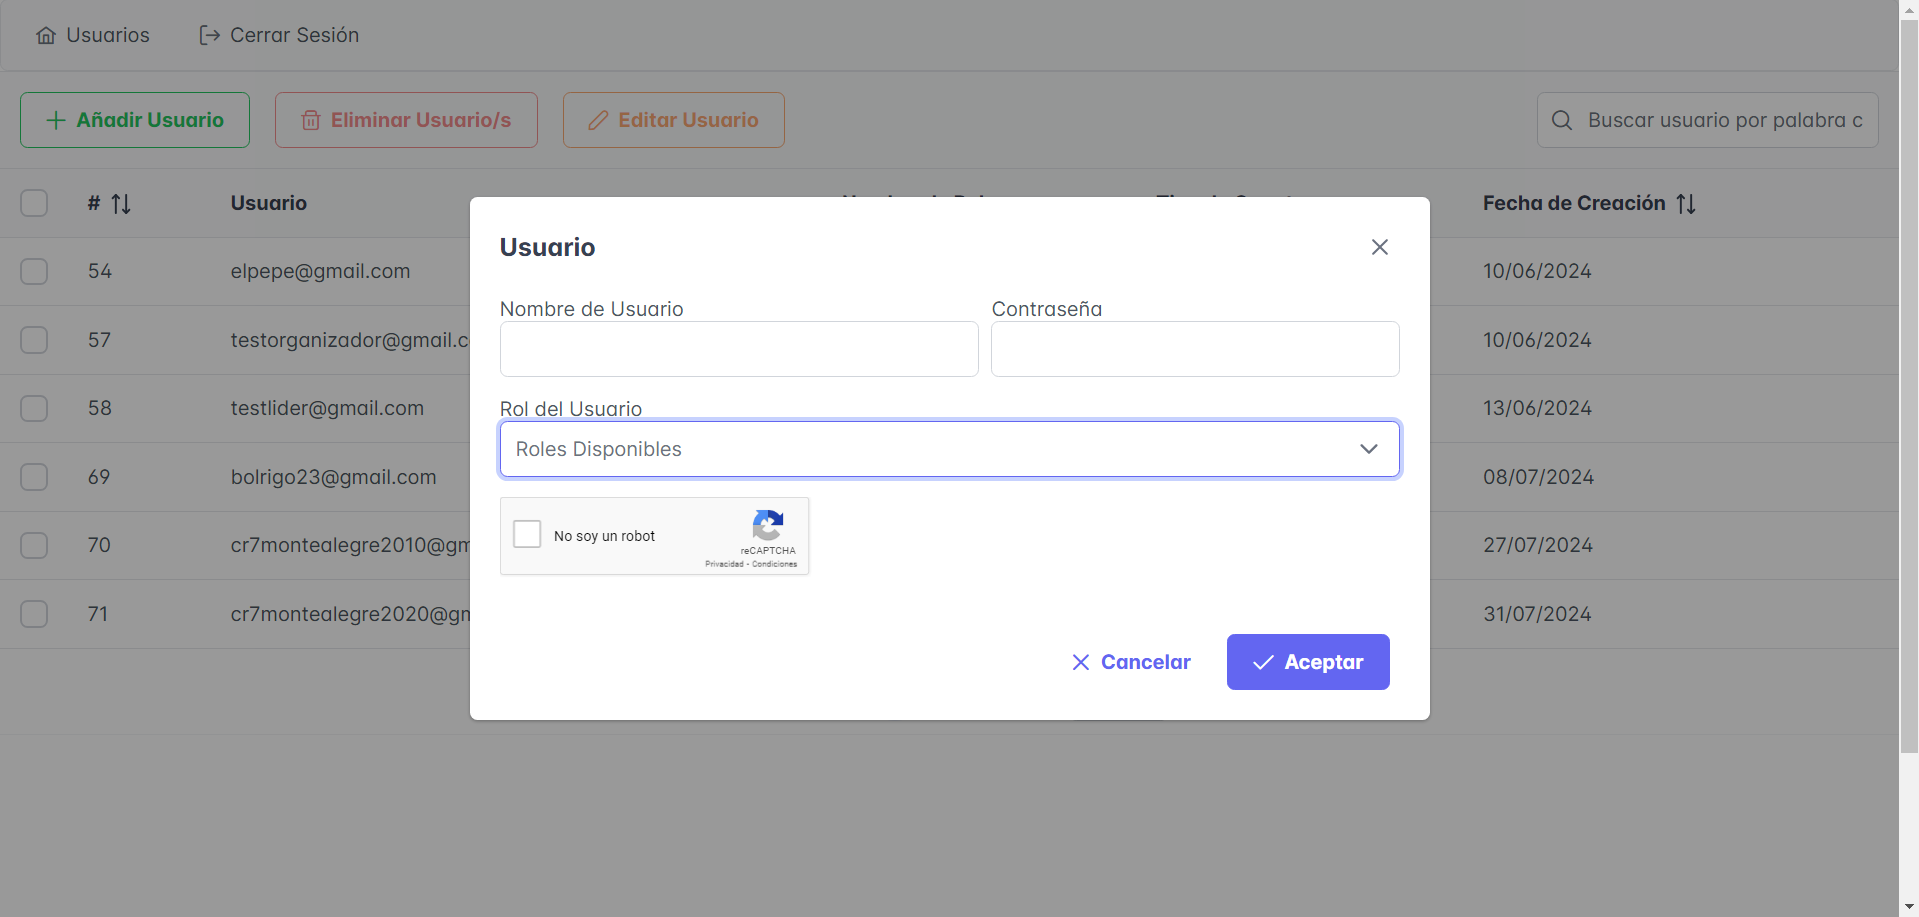 Usuarios Cerrar Sesión
Añadir Usuario Eliminar Usuario/s Editar Usuario Buscar usuario por palabra c
# Usuario Fecha de Creación
54 elpepe@gmail.com 10/06/2024
57 testorganizador@gmail.c 10/06/2024
58 testlider@gmail.com 13/06/2024
69 bolrigo23@gmail.com 08/07/2024
70 cr7montealegre2010@gm 27/07/2024
71 cr7montealegre2020@gm 31/07/2024
Usuario
Nombre de Usuario Contraseña
Rol del Usuario
Roles Disponibles
No soy un robot
reCAPTCHA
Privacidad - Condiciones
Cancelar Aceptar